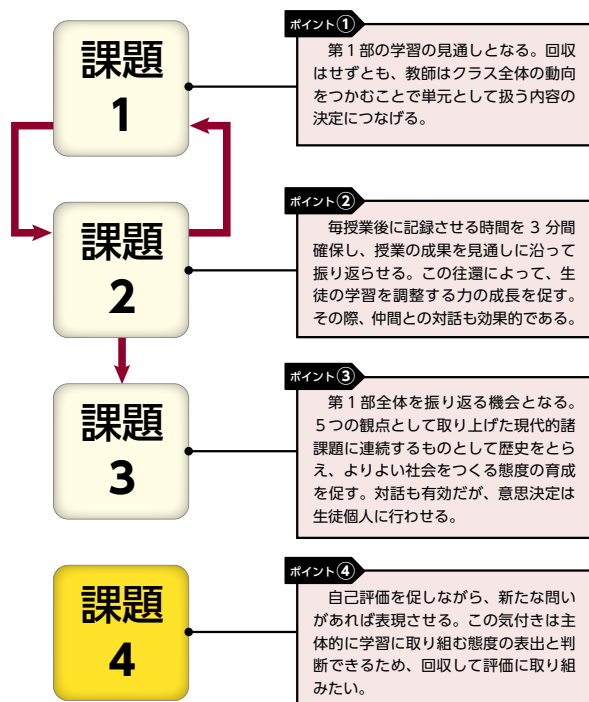 課題
1
ポイント①
第1部の学習の見通しとなる。回収
はせずとも、教師はクラス全体の動向
をつかむことで単元として扱う内容の
決定につなげる。
課題
2
ポイント②
毎授業後に記録させる時間を 3 分間
確保し、授業の成果を見通しに沿って
振り返らせる。この往還によって、生
徒の学習を調整する力の成長を促す。
その際、仲間との対話も効果的である。
課題
3
ポイント③
第1部全体を振り返る機会となる。
5つの観点として取り上げた現代的諸
課題に連続するものとして歴史をとら
え、よりよい社会をつくる態度の育成
を促す。対話も有効だが、意思決定は
生徒個人に行わせる。
課題
4
ポイント④
自己評価を促しながら、新たな問い
があれば表現させる。この気付きは主
体的に学習に取り組む態度の表出と判
断できるため、回収して評価に取り組
みたい。